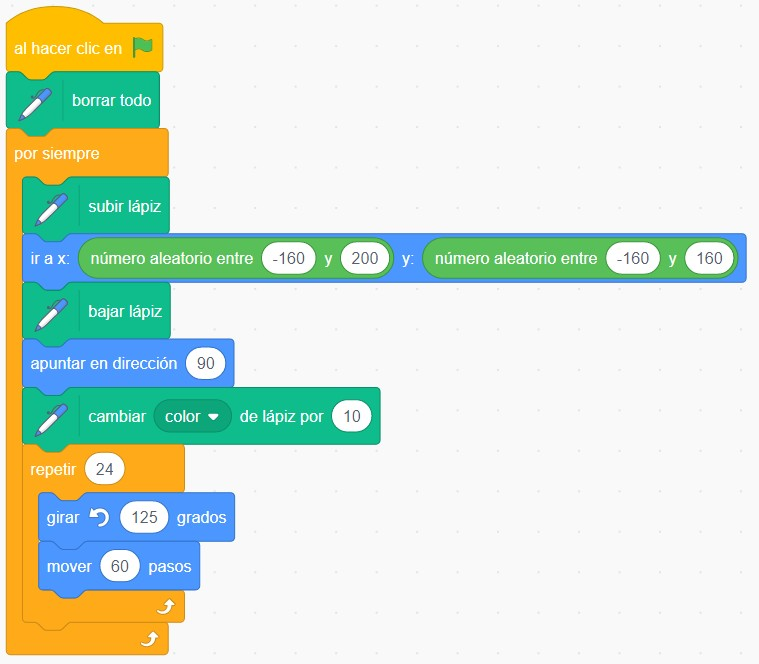 al hacer clic en
borrar todo
por siempre
subir lápiz
ir a x: número aleatorio entre -160 y 200 y: número aleatorio entre -160 y 160
bajar lápiz
apuntar en dirección 90
cambiar color de lápiz por 10
repetir 24
girar 125 grados
mover 60 pasos